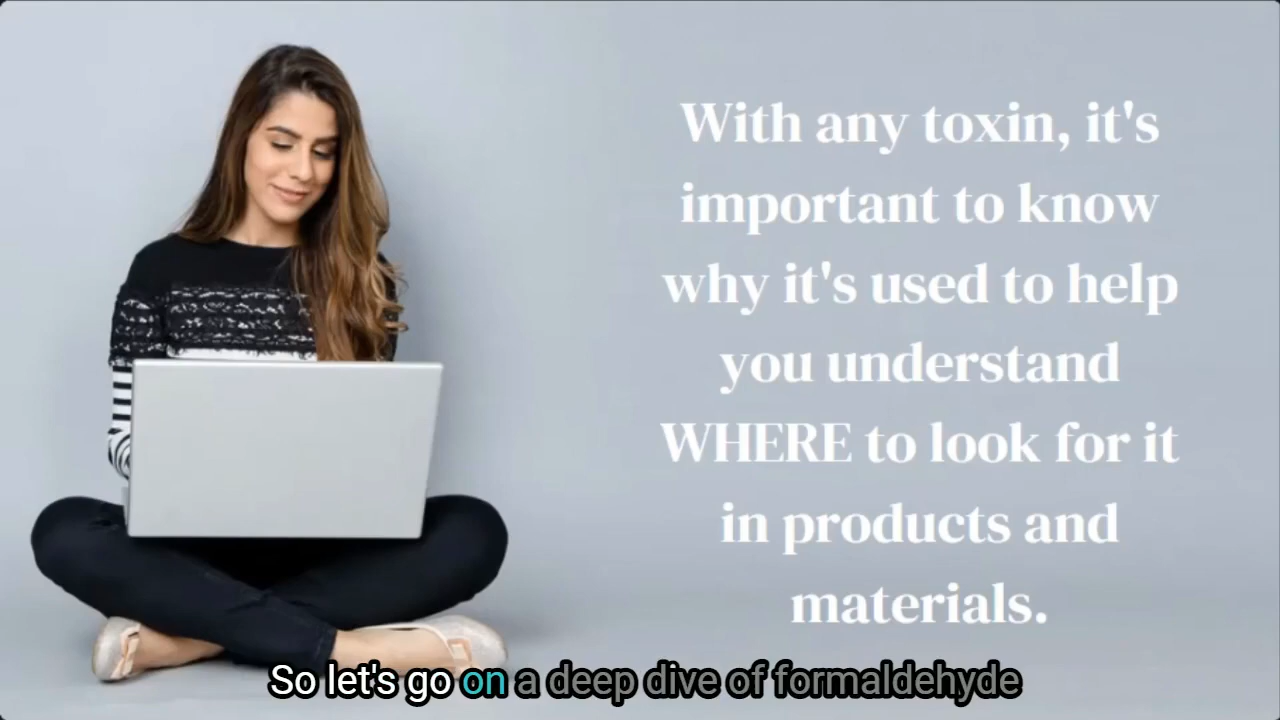 With any toxin, it's
important to know
why it's used to help
you understand
WHERE to look for it
in products and
materials.
So let's go on a deep dive of formaldehyde